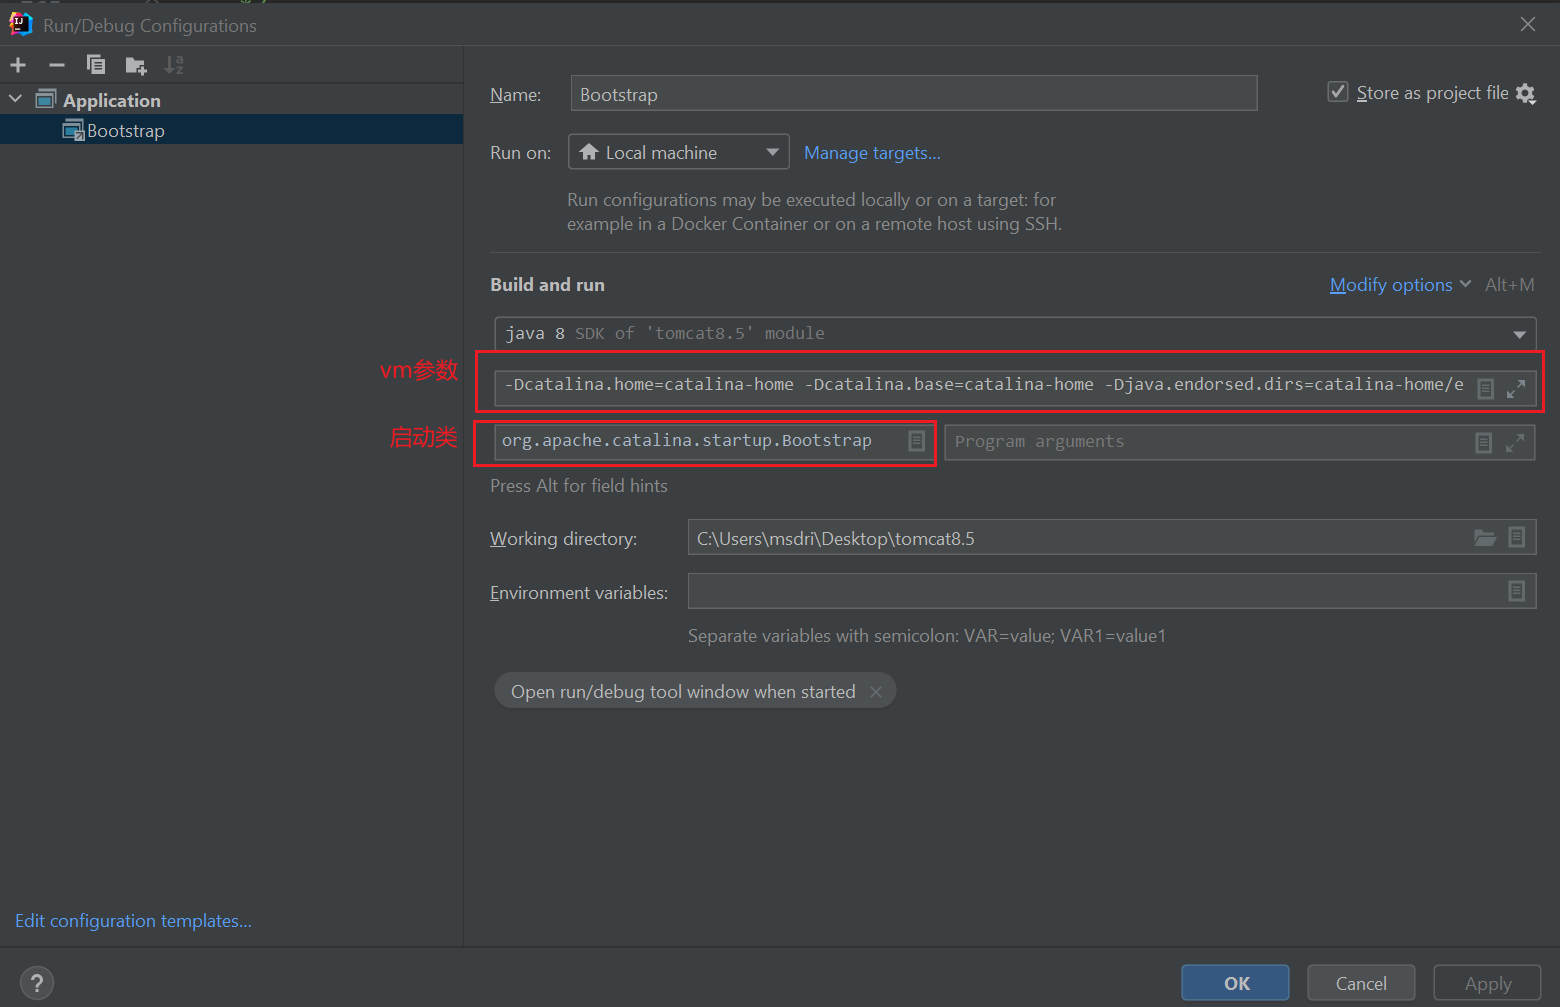 Run/Debug Configurations
Application
Bootstrap
Name:
Bootstrap
Store as project file
Run on:
Local machine
Manage targets...
Run configurations may be executed locally or on a target: for
example in a Docker Container or on a remote host using SSH.
Build and run
Modify options
Alt+M
java 8 SDK of 'tomcat8.5' module
vm参数
-Dcatalina.home=catalina-home -Dcatalina.base=catalina-home -Djava.endorsed.dirs=catalina-home/e
启动类
org.apache.catalina.startup.Bootstrap
Program arguments
Press Alt for field hints
Working directory:
C:\Users\msdri\Desktop\tomcat8.5
Environment variables:
Separate variables with semicolon: VAR=value; VAR1=value1
Open run/debug tool window when started
Edit configuration templates...
?
OK
Cancel
Apply